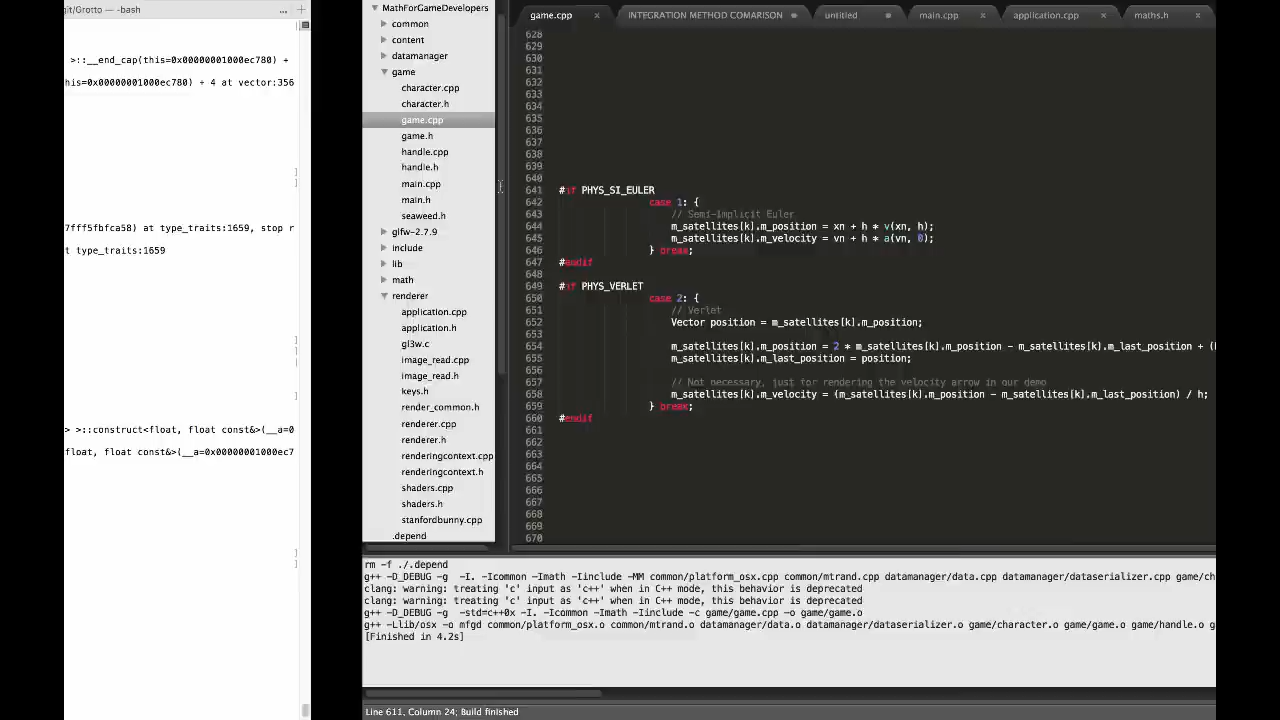 git/Grotto — -bash
>::__end_cap(this=0x00000001000ec780) +
his=0x00000001000ec780) + 4 at vector:356
7fff5fbfca58) at type_traits:1659, stop r
t type_traits:1659
> >::construct<float, float const&>(__a=0
float, float const&>(__a=0x00000001000ec7
MathForGameDevelopers
common
content
datamanager
game
character.cpp
character.h
game.cpp
game.h
handle.cpp
handle.h
main.cpp
main.h
seaweed.h
glfw-2.7.9
include
lib
math
renderer
application.cpp
application.h
gl3w.c
image_read.cpp
image_read.h
keys.h
render_common.h
renderer.cpp
renderer.h
renderingcontext.cpp
renderingcontext.h
shaders.cpp
shaders.h
stanfordbunny.cpp
.depend
game.cpp × INTEGRATION METHOD COMARISON untitled main.cpp × application.cpp × maths.h ×
628
629
630
631
632
633
634
635
636
637
638
639
640
641 #if PHYS_SI_EULER
642 case 1: {
643 // Semi-implicit Euler
644 m_satellites[k].m_position = xn + h * v(xn, h);
645 m_satellites[k].m_velocity = vn + h * a(vn, 0);
646 } break;
647 #endif
648
649 #if PHYS_VERLET
650 case 2: {
651 // Verlet
652 Vector position = m_satellites[k].m_position;
653
654 m_satellites[k].m_position = 2 * m_satellites[k].m_position - m_satellites[k].m_last_position + (
655 m_satellites[k].m_last_position = position;
656
657 // Not necessary, just for rendering the velocity arrow in our demo
658 m_satellites[k].m_velocity = (m_satellites[k].m_position - m_satellites[k].m_last_position) / h;
659 } break;
660 #endif
661
662
663
664
665
666
667
668
669
670
rm -f ./.depend
g++ -D_DEBUG -g -I. -Icommon -Imath -Iinclude -MM common/platform_osx.cpp common/mtrand.cpp datamanager/data.cpp datamanager/dataserializer.cpp game/ch
clang: warning: treating 'c' input as 'c++' when in C++ mode, this behavior is deprecated
clang: warning: treating 'c' input as 'c++' when in C++ mode, this behavior is deprecated
g++ -D_DEBUG -g -std=c++0x -I. -Icommon -Imath -Iinclude -c game/game.cpp -o game/game.o
g++ -Llib/osx -o mfgd common/platform_osx.o common/mtrand.o datamanager/data.o datamanager/dataserializer.o game/character.o game/game.o game/handle.o g
[Finished in 4.2s]
Line 611, Column 24; Build finished